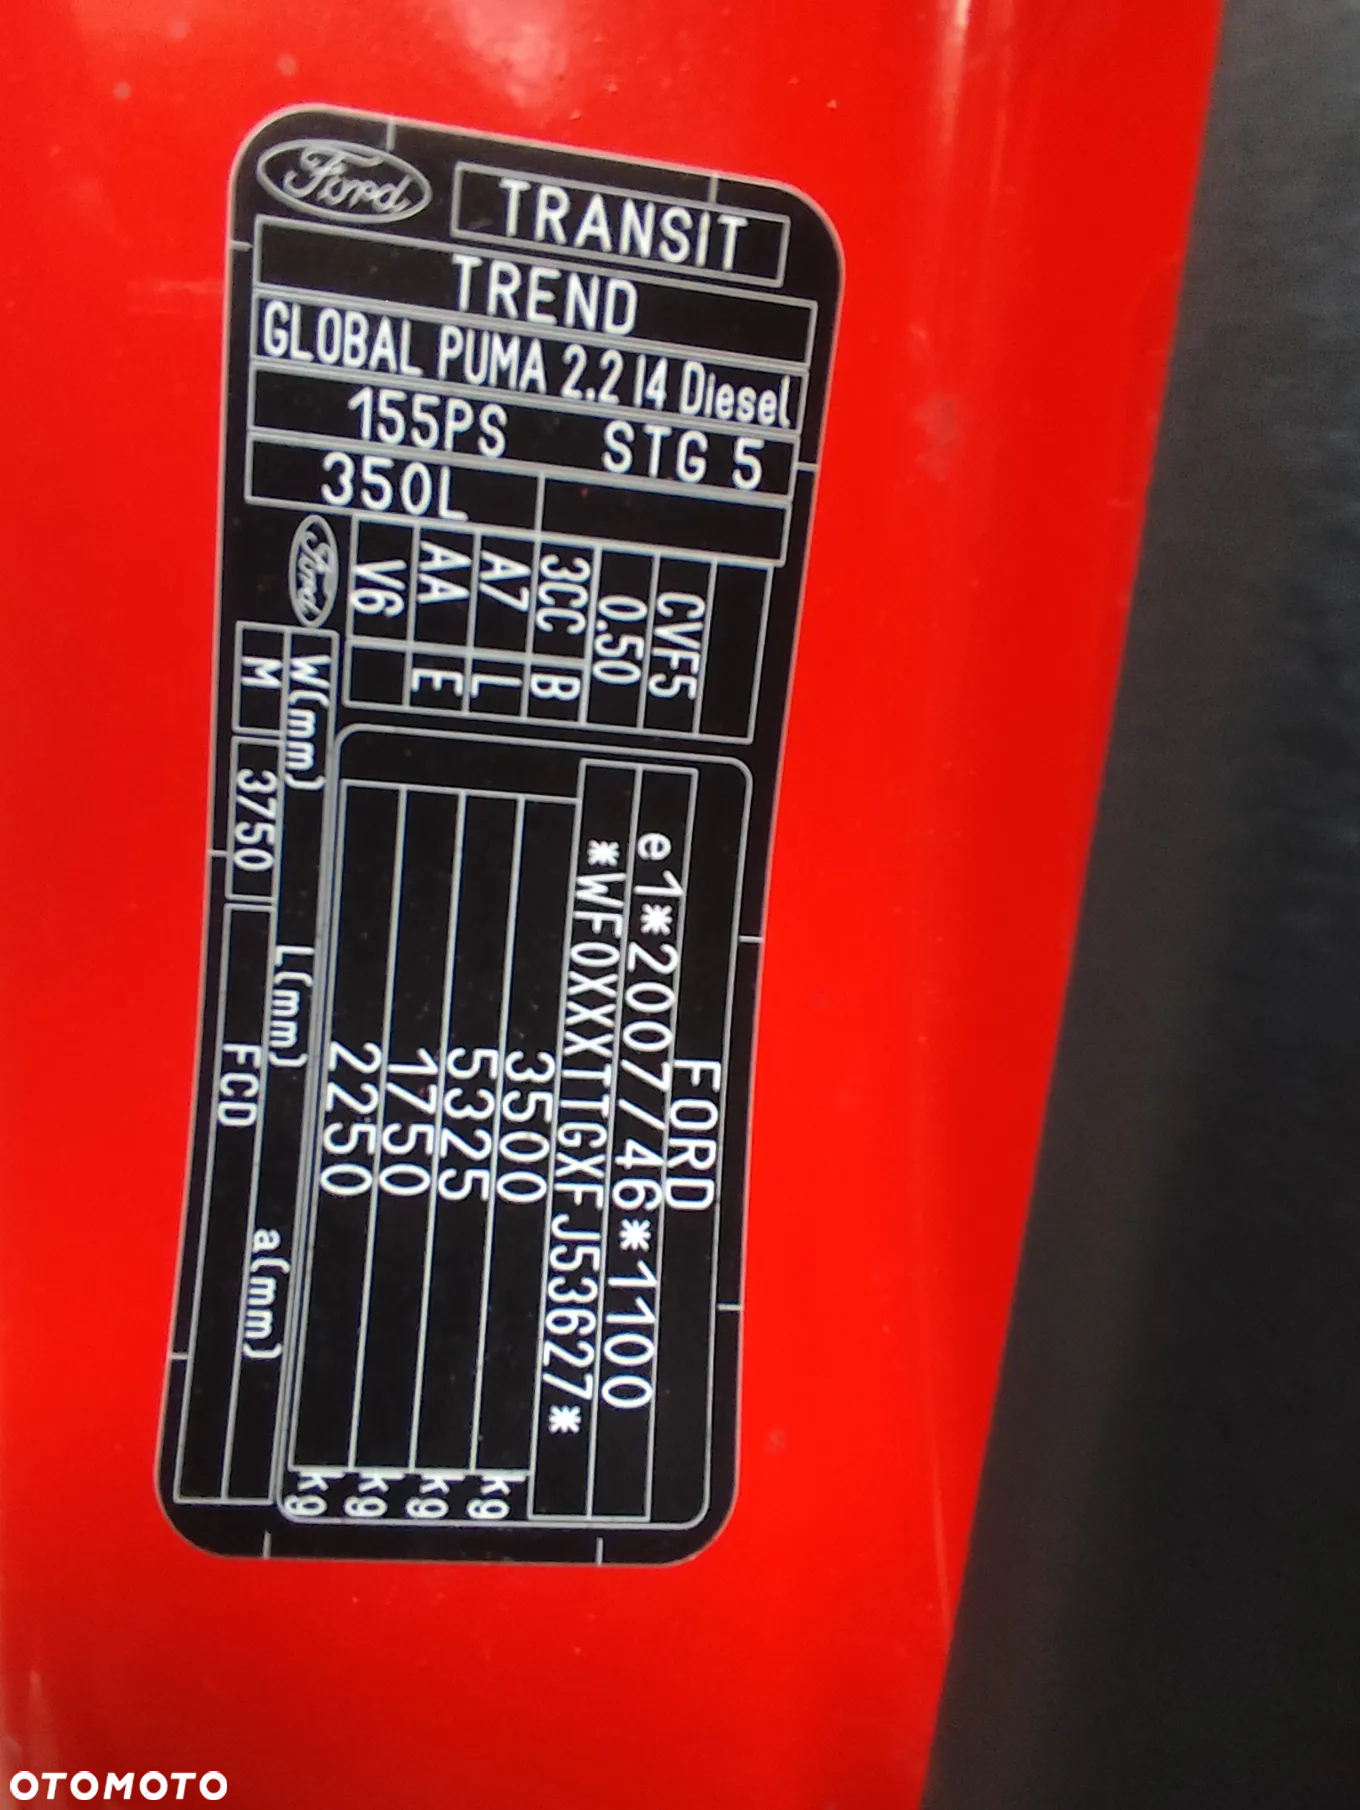 Ford
TRANSIT
TREND
GLOBAL PUMA 2.2 I4 Diesel
155PS STG 5
350L
CVF5
0.50
3CC B
A7 L
AA E
V6
Ford
FORD
e1*2007/46*1100
*WF0XXXTTGXFJ53627*
3500 kg
5325 kg
1750 kg
2250 kg
W(mm) L(mm) a(mm)
M 3750 FCD
OTOMOTO